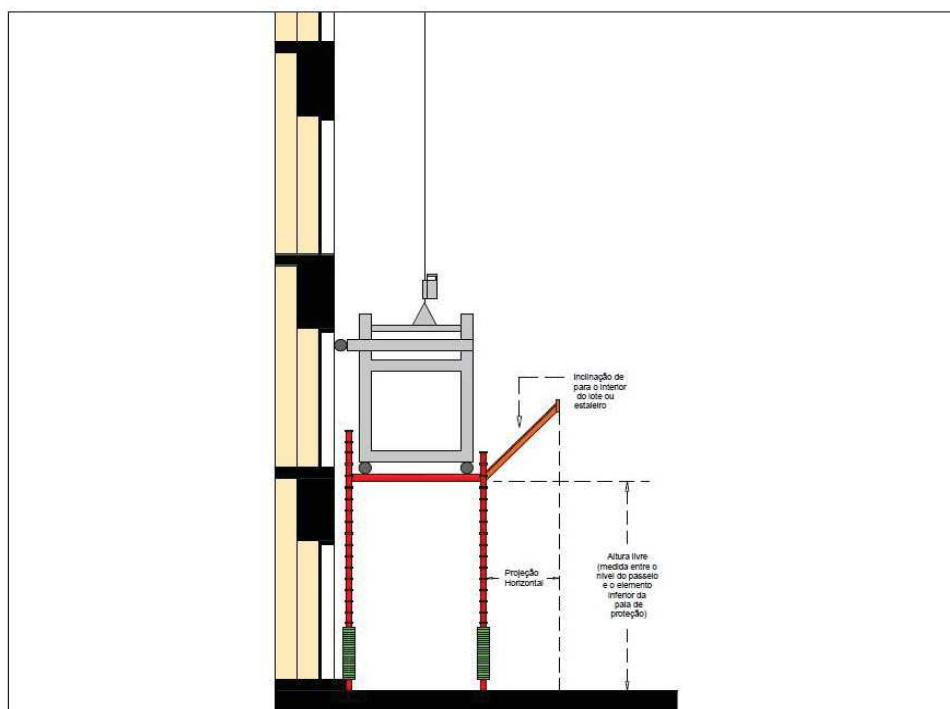 Inclinação de
para o interior
do lote ou
estaleiro
Projeção
Horizontal
Altura livre
(medida entre o
nível do passeio
e o elemento
inferior da
pala de
proteção)